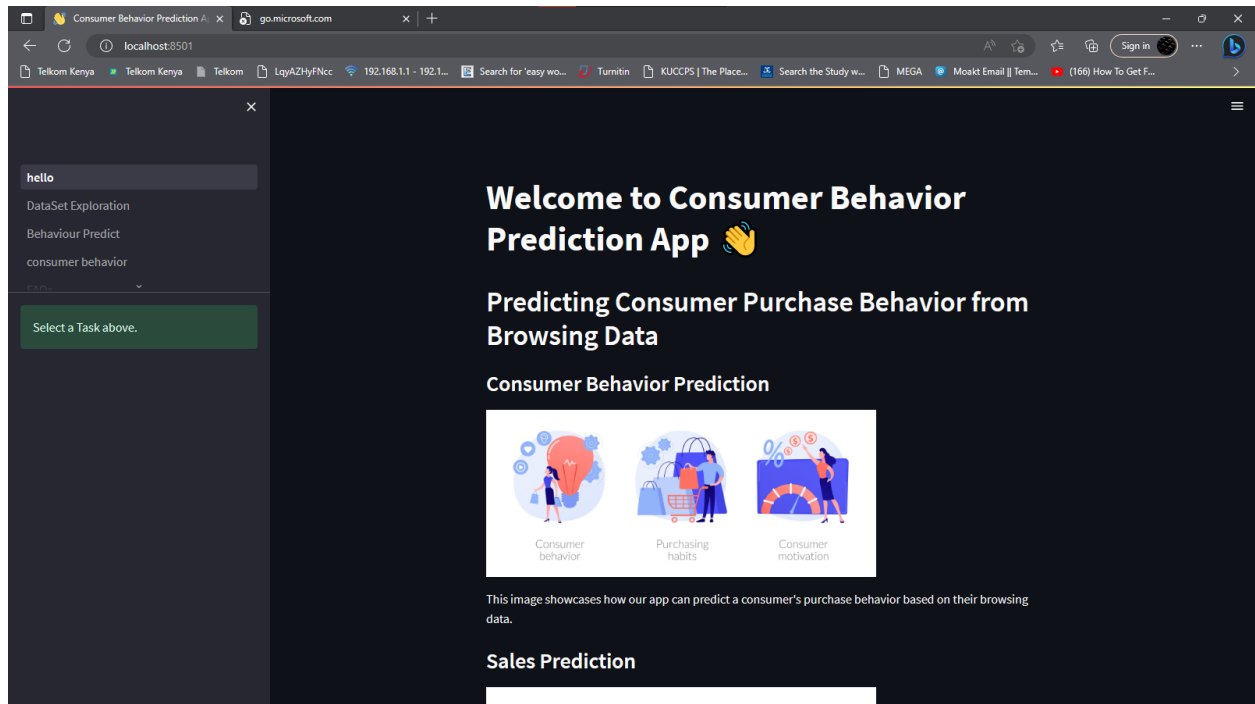 Consumer Behavior Prediction A
go.microsoft.com
localhost:8501
Sign in
Telkom Kenya
Telkom Kenya
Telkom
LqyAZHyFNcc
192.168.1.1 - 192.1...
Search for 'easy wo...
Turnitin
KUCCPS | The Place...
Search the Study w...
MEGA
Moakt Email || Tem...
(166) How To Get F...
hello
DataSet Exploration
Behaviour Predict
consumer behavior
FAQs
Select a Task above.
Welcome to Consumer Behavior
Prediction App 👋
Predicting Consumer Purchase Behavior from
Browsing Data
Consumer Behavior Prediction
Consumer
behavior
Purchasing
habits
Consumer
motivation
This image showcases how our app can predict a consumer's purchase behavior based on their browsing
data.
Sales Prediction